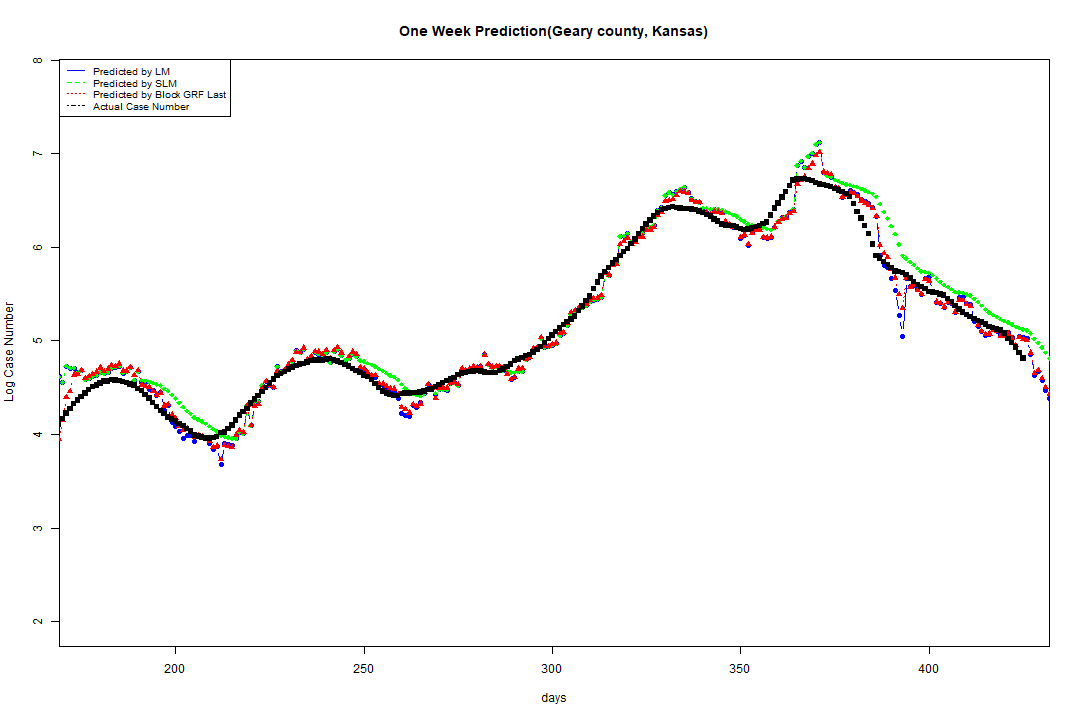 One Week Prediction(Geary county, Kansas)
8
Predicted by LM
Predicted by SLM
Predicted by Block GRF Last
Actual Case Number
7
6
5
4
3
2
Log Case Number
200 250 300 350 400
days